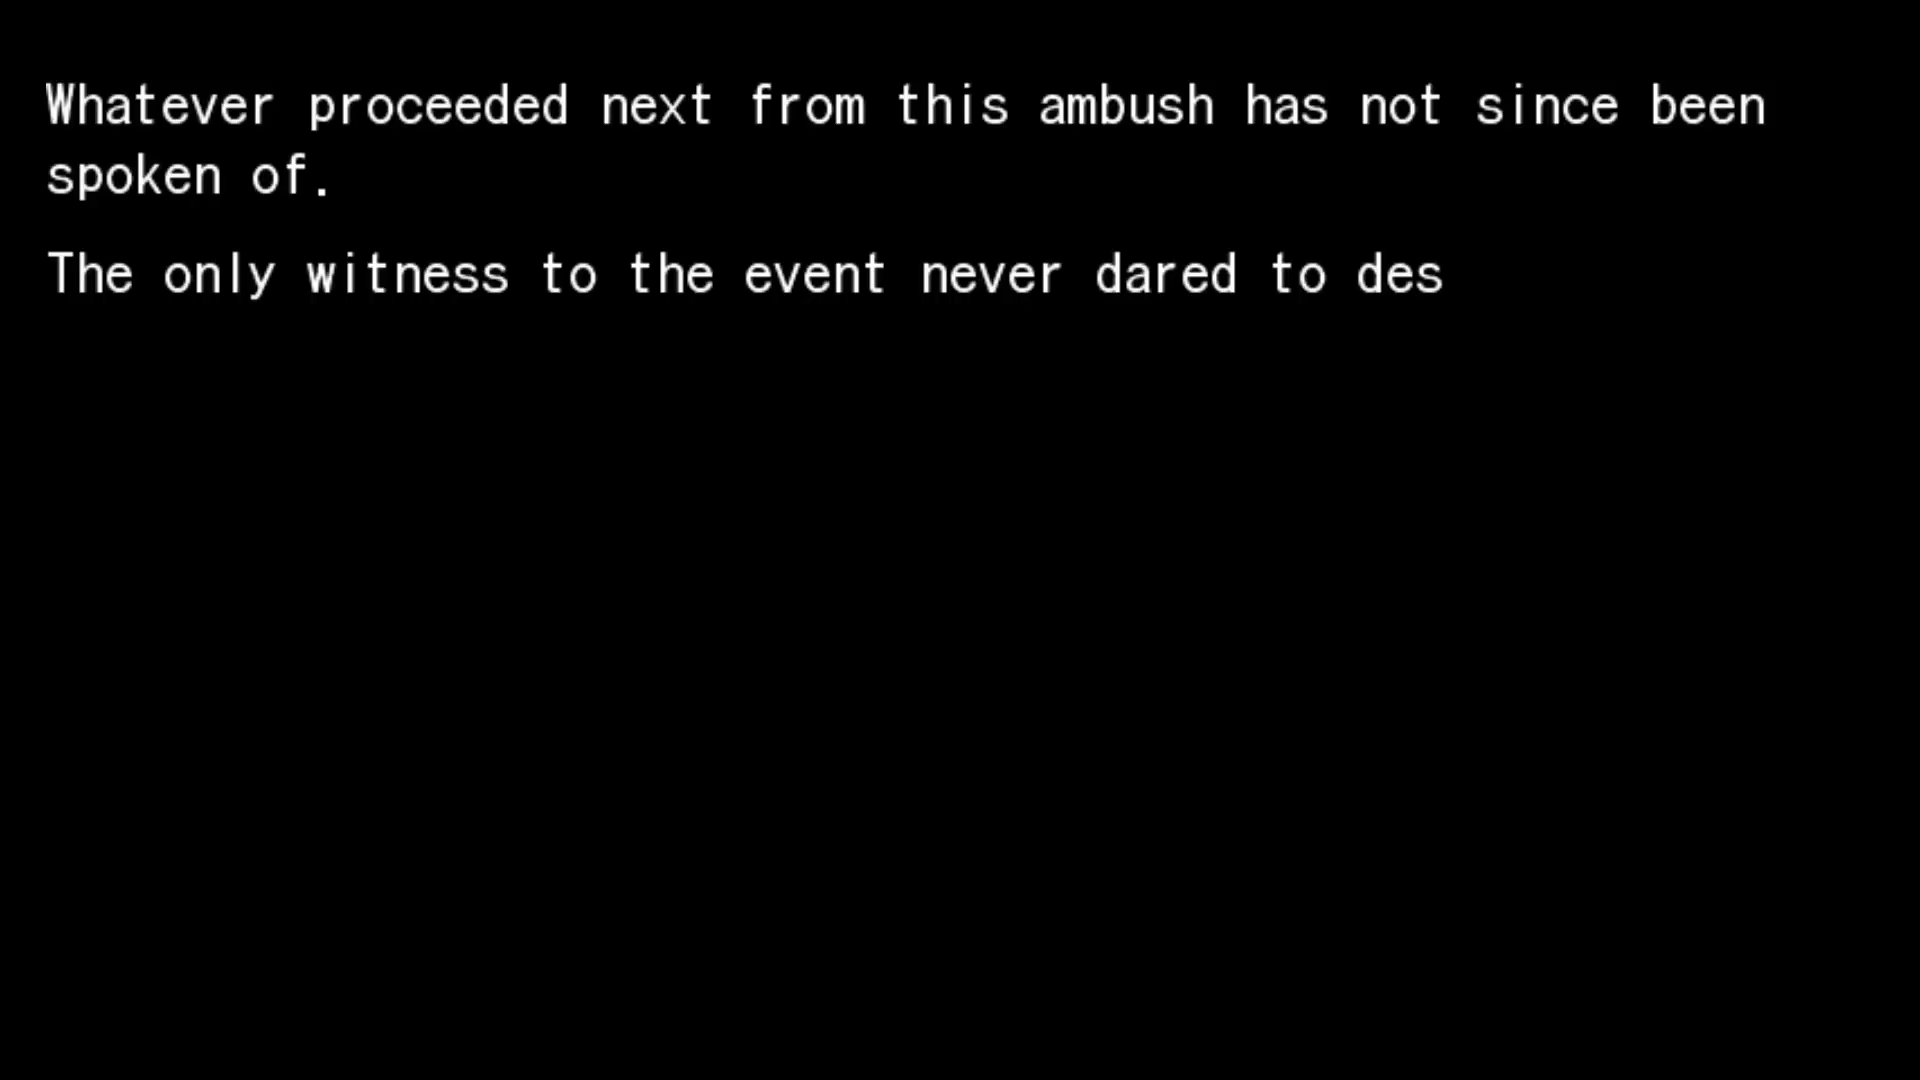 Whatever proceeded next from this ambush has not since been
spoken of.
The only witness to the event never dared to des